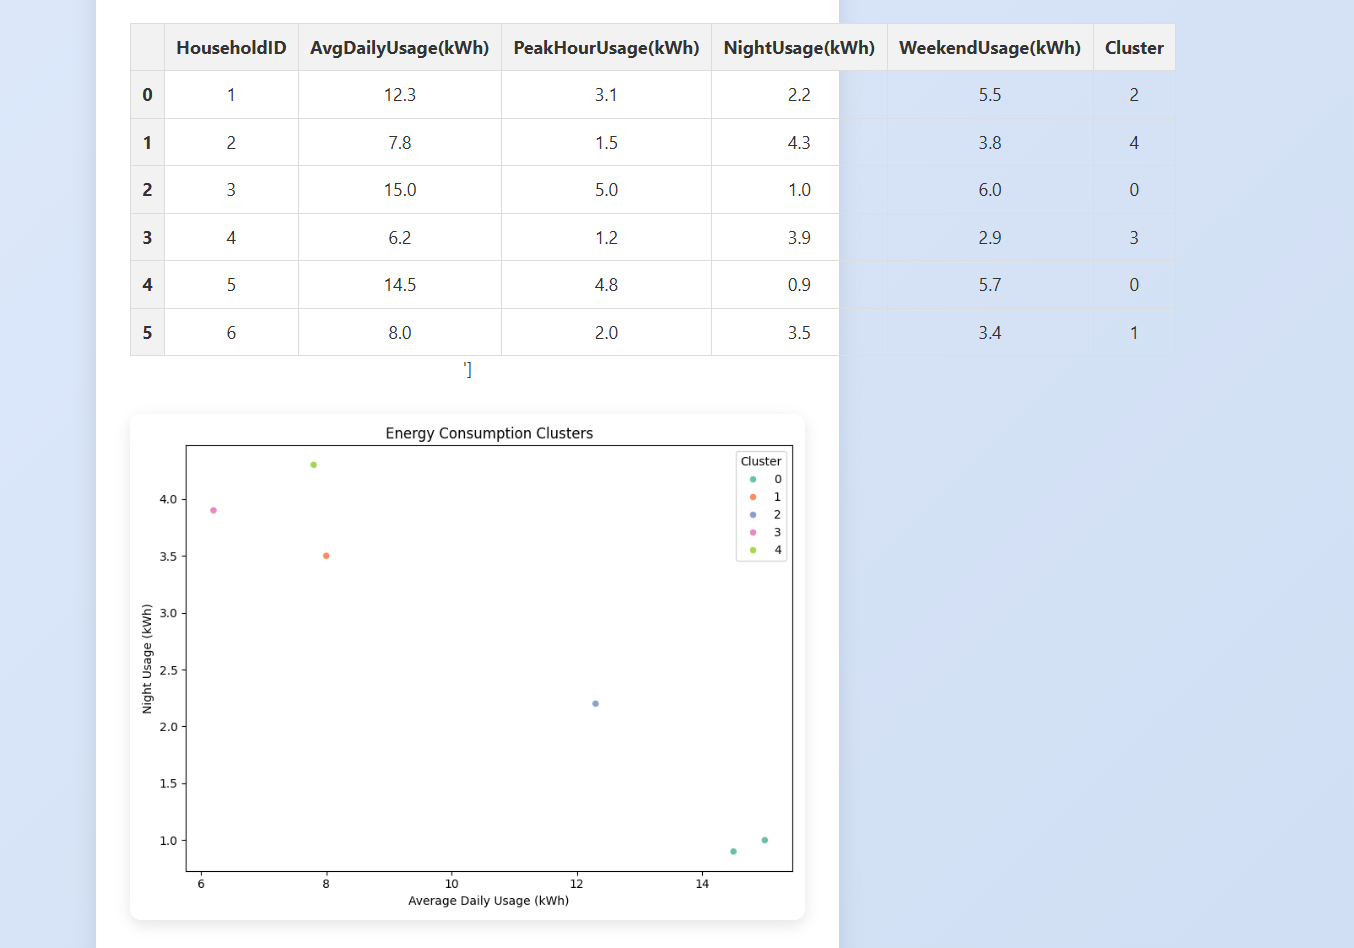 HouseholdID AvgDailyUsage(kWh) PeakHourUsage(kWh) NightUsage(kWh) WeekendUsage(kWh) Cluster
0 1 12.3 3.1 2.2 5.5 2
1 2 7.8 1.5 4.3 3.8 4
2 3 15.0 5.0 1.0 6.0 0
3 4 6.2 1.2 3.9 2.9 3
4 5 14.5 4.8 0.9 5.7 0
5 6 8.0 2.0 3.5 3.4 1
']
Energy Consumption Clusters
Cluster
0
1
2
3
4
4.0
3.5
3.0
2.5
2.0
1.5
1.0
Night Usage (kWh)
6 8 10 12 14
Average Daily Usage (kWh)